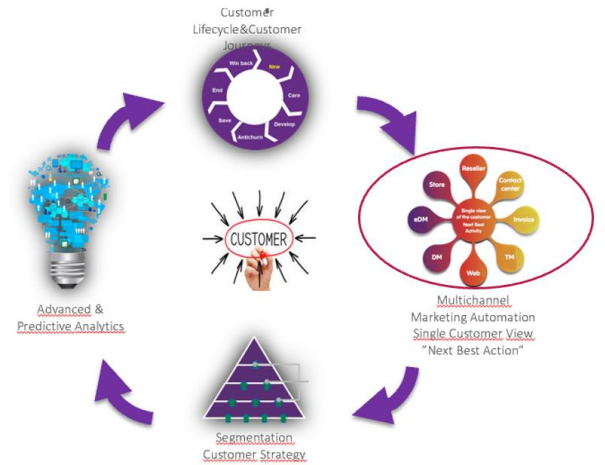 Customer
Lifecycle&Customer
Journeys
Win back
New
End
Care
Save
Develop
Antichurn
Reseller
Store
Contact
center
eDM
Single view
of the customer
Next Best
Activity
Invoice
DM
TM
Web
CUSTOMER
Advanced &
Predictive Analytics
Multichannel
Marketing Automation
Single Customer View
"Next Best Action"
Segmentation
Customer Strategy